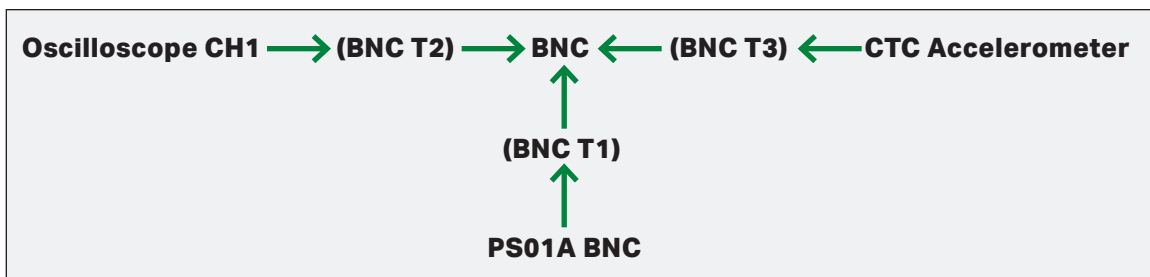 Oscilloscope CH1 (BNC T2) BNC (BNC T3) CTC Accelerometer
(BNC T1)
PS01A BNC